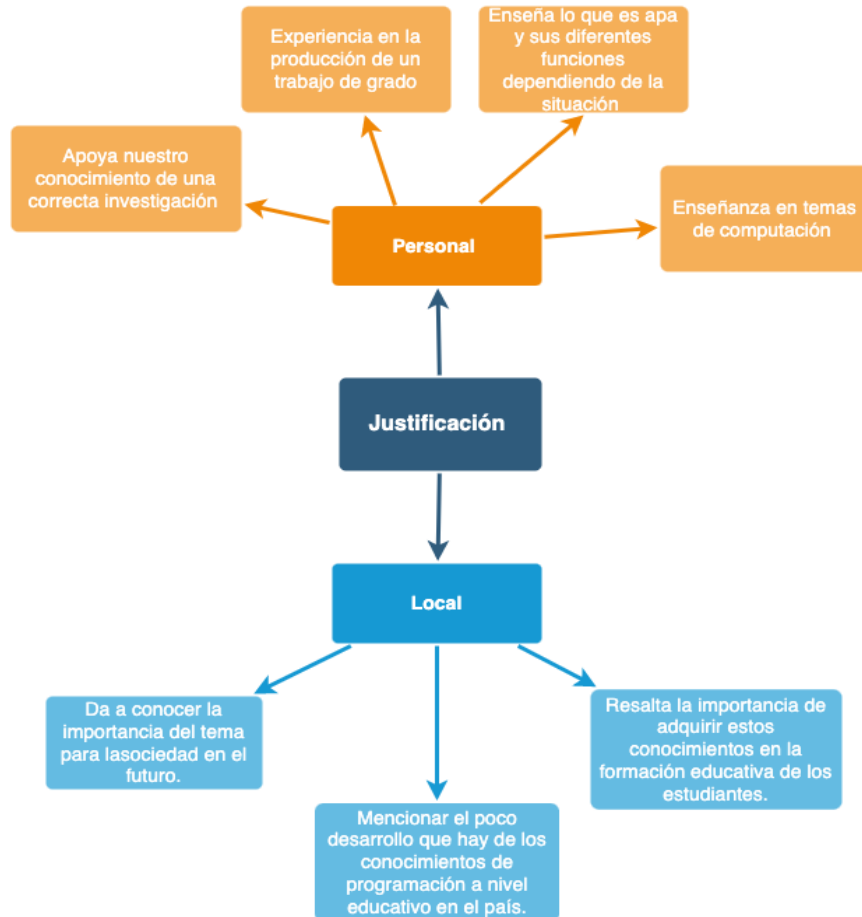 Experiencia en la
producción de un
trabajo de grado
Enseña lo que es apa
y sus diferentes
funciones
dependiendo de la
situación
Apoya nuestro
conocimiento de una
correcta investigación
Enseñanza en temas
de computación
Personal
Justificación
Local
Da a conocer la
importancia del tema
para lasociedad en el
futuro.
Mencionar el poco
desarrollo que hay de los
conocimientos de
programación a nivel
educativo en el país.
Resalta la importancia de
adquirir estos
conocimientos en la
formación educativa de los
estudiantes.